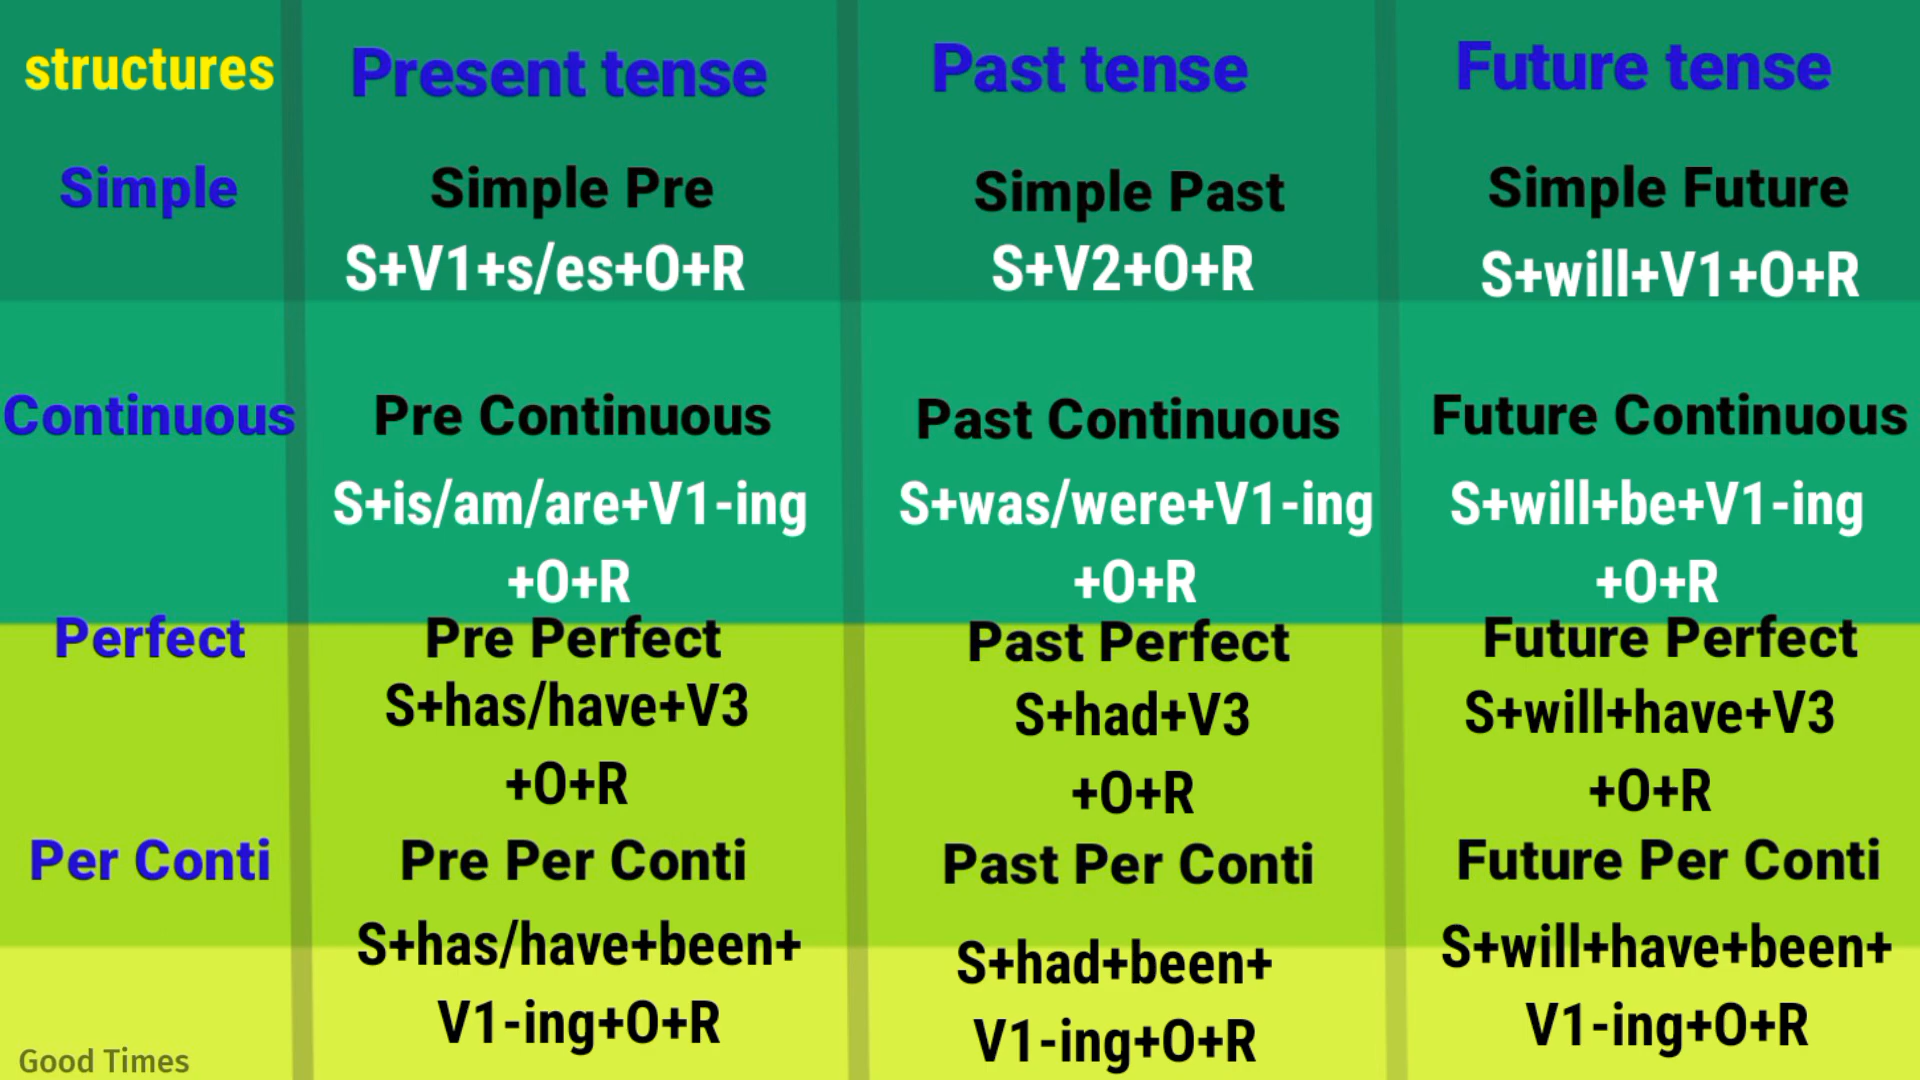 structures
Present tense
Past tense
Future tense
Simple
Simple Pre
Simple Past
Simple Future
S+V1+s/es+O+R
S+V2+O+R
S+will+V1+O+R
Continuous
Pre Continuous
Past Continuous
Future Continuous
S+is/am/are+V1-ing
+O+R
S+was/were+V1-ing
+O+R
S+will+be+V1-ing
+O+R
Perfect
Pre Perfect
Past Perfect
Future Perfect
S+has/have+V3
+O+R
S+had+V3
+O+R
S+will+have+V3
+O+R
Per Conti
Pre Per Conti
Past Per Conti
Future Per Conti
S+has/have+been+
V1-ing+O+R
S+had+been+
V1-ing+O+R
S+will+have+been+
V1-ing+O+R
Good Times